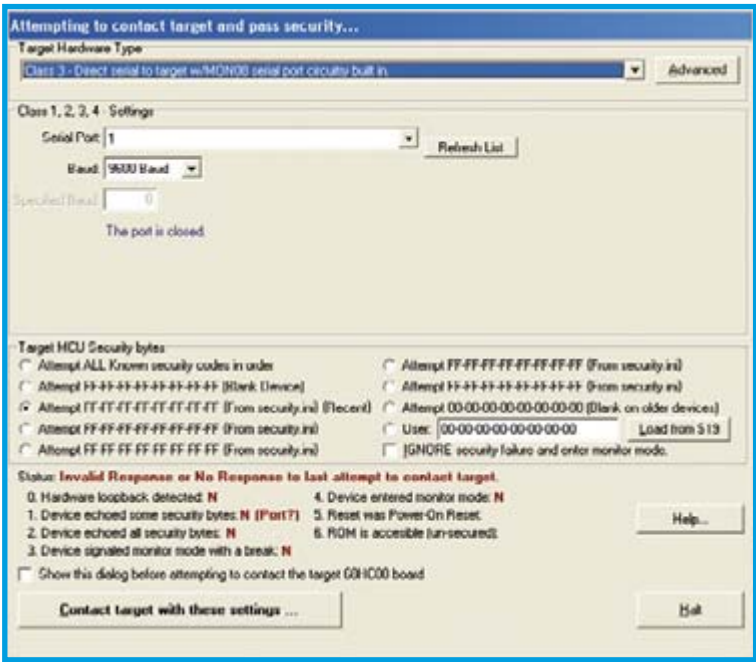 Attempting to contact target and pass security...
Target Hardware Type
Class 3 - Direct serial to target w/MON08 serial port circuitry built in.
Advanced
Class 1, 2, 3, 4 - Settings
Serial Port: 1
Refresh List
Baud: 9600 Baud
Specified Baud: 0
The port is closed.
Target MCU Security bytes
Attempt ALL Known security codes in order
Attempt FF-FF-FF-FF-FF-FF-FF-FF (From security.ini)
Attempt FF-FF-FF-FF-FF-FF-FF-FF (Blank Device)
Attempt FF-FF-FF-FF-FF-FF-FF-FF (From security.ini)
Attempt FF-FF-FF-FF-FF-FF-FF-FF (From security.ini) (Recent)
Attempt 00-00-00-00-00-00-00-00 (Blank on older devices)
Attempt FF-FF-FF-FF-FF-FF-FF-FF (From security.ini)
User: 00-00-00-00-00-00-00-00 Load from S19
Attempt FF-FF-FF-FF-FF-FF-FF-FF (From security.ini)
IGNORE security failure and enter monitor mode.
Status: Invalid Response or No Response to last attempt to contact target.
0. Hardware loopback detected: N
4. Device entered monitor mode: N
1. Device echoed some security bytes: N (Port?)
5. Reset was Power-On Reset:
2. Device echoed all security bytes: N
6. ROM is accesible (un-secured):
3. Device signaled monitor mode with a break: N
Help...
Show this dialog before attempting to contact the target 68HC08 board
Contact target with these settings ...
Halt